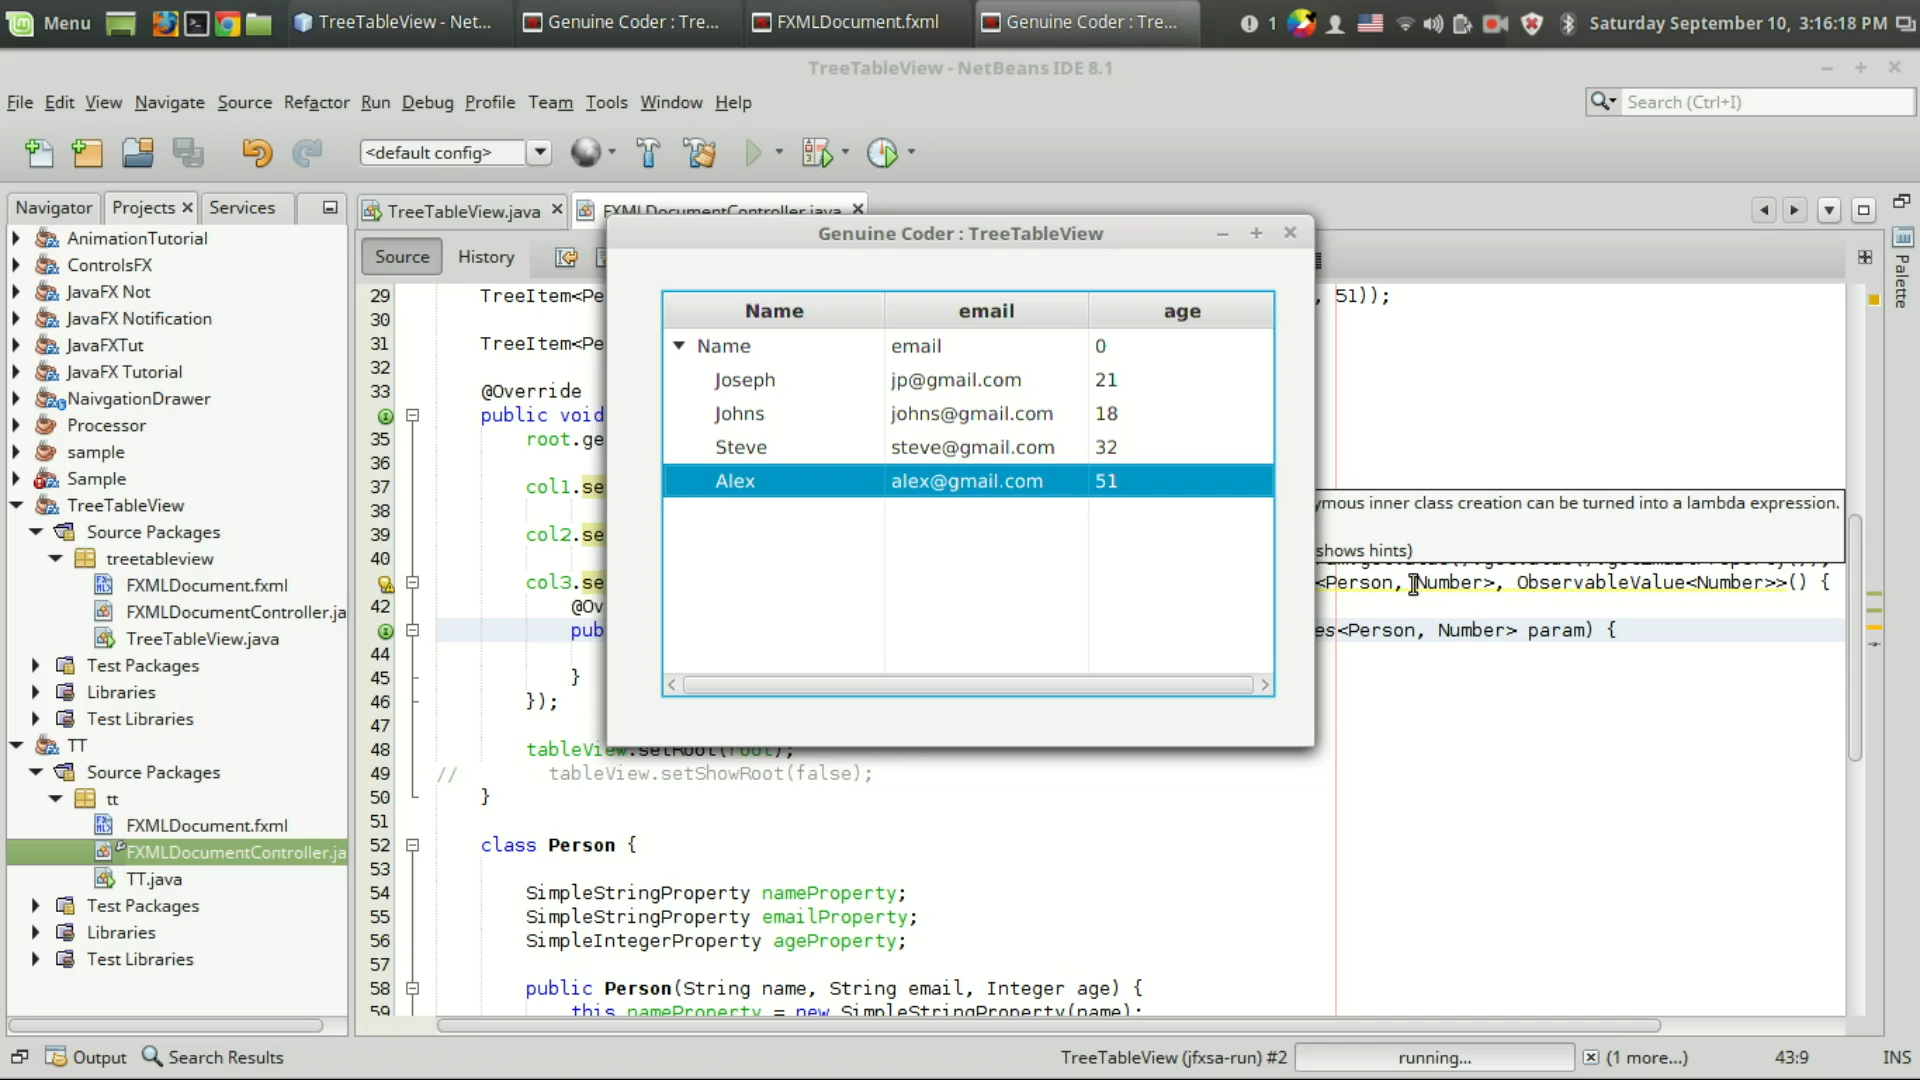 Menu
TreeTableView - Net...
Genuine Coder : Tre...
FXMLDocument.fxml
Genuine Coder : Tre...
1
Saturday September 10, 3:16:18 PM
TreeTableView - NetBeans IDE 8.1
File Edit View Navigate Source Refactor Run Debug Profile Team Tools Window Help
Search (Ctrl+I)
<default config>
Navigator Projects Services
TreeTableView.java
FXMLDocumentController.java
Source History
AnimationTutorial
ControlsFX
JavaFX Not
JavaFX Notification
JavaFXTut
JavaFX Tutorial
NaivgationDrawer
Processor
sample
Sample
TreeTableView
Source Packages
treetableview
FXMLDocument.fxml
FXMLDocumentController.ja
TreeTableView.java
Test Packages
Libraries
Test Libraries
TT
Source Packages
tt
FXMLDocument.fxml
FXMLDocumentController.ja
TT.java
Test Packages
Libraries
Test Libraries
Palette
29 TreeItem<Pe , 51));
30
31 TreeItem<Pe
32
33 @Override
public void
35 root.ge
36
37 col1.se
38
39 col2.se
40
col3.se <Person, Number>, ObservableValue<Number>>() {
42 @Ov
pub es<Person, Number> param) {
44
45 }
46 });
47
48 tableView.setRoot(root);
49 // tableView.setShowRoot(false);
50 }
51
52 class Person {
53
54 SimpleStringProperty nameProperty;
55 SimpleStringProperty emailProperty;
56 SimpleIntegerProperty ageProperty;
57
58 public Person(String name, String email, Integer age) {
59 this.nameProperty = new SimpleStringProperty(name);
ymous inner class creation can be turned into a lambda expression.
shows hints)
Genuine Coder : TreeTableView
Name email age
Name email 0
Joseph jp@gmail.com 21
Johns johns@gmail.com 18
Steve steve@gmail.com 32
Alex alex@gmail.com 51
Output Search Results
TreeTableView (jfxsa-run) #2
running...
(1 more...)
43:9
INS